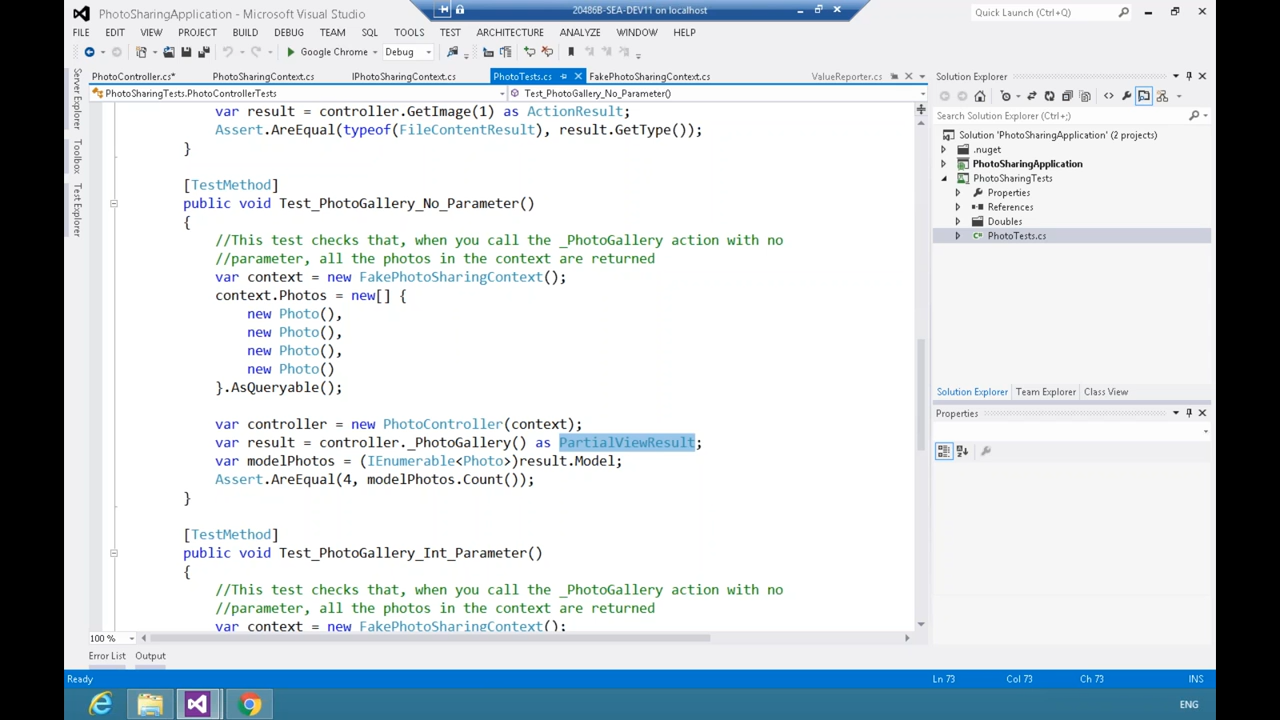 PhotoSharingApplication - Microsoft Visual Studio
20486B-SEA-DEV11 on localhost
Quick Launch (Ctrl+Q)
FILE EDIT VIEW PROJECT BUILD DEBUG TEAM SQL TOOLS TEST ARCHITECTURE ANALYZE WINDOW HELP
Google Chrome Debug
PhotoController.cs* PhotoSharingContext.cs IPhotoSharingContext.cs PhotoTests.cs FakePhotoSharingContext.cs ValueReporter.cs
PhotoSharingTests.PhotoControllerTests Test_PhotoGallery_No_Parameter()
Server Explorer
Toolbox
Test Explorer
var result = controller.GetImage(1) as ActionResult;
Assert.AreEqual(typeof(FileContentResult), result.GetType());
}
[TestMethod]
public void Test_PhotoGallery_No_Parameter()
{
//This test checks that, when you call the _PhotoGallery action with no
//parameter, all the photos in the context are returned
var context = new FakePhotoSharingContext();
context.Photos = new[] {
new Photo(),
new Photo(),
new Photo(),
new Photo()
}.AsQueryable();
var controller = new PhotoController(context);
var result = controller._PhotoGallery() as PartialViewResult;
var modelPhotos = (IEnumerable<Photo>)result.Model;
Assert.AreEqual(4, modelPhotos.Count());
}
[TestMethod]
public void Test_PhotoGallery_Int_Parameter()
{
//This test checks that, when you call the _PhotoGallery action with no
//parameter, all the photos in the context are returned
var context = new FakePhotoSharingContext();
100 %
Solution Explorer
Search Solution Explorer (Ctrl+;)
Solution 'PhotoSharingApplication' (2 projects)
.nuget
PhotoSharingApplication
PhotoSharingTests
Properties
References
Doubles
PhotoTests.cs
Solution Explorer Team Explorer Class View
Properties
Error List Output
Ready Ln 73 Col 73 Ch 73 INS
ENG